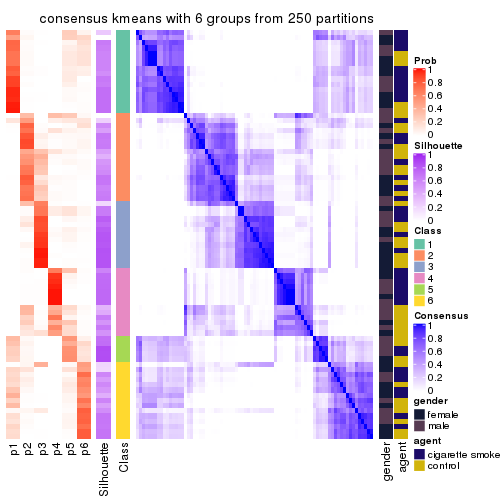 consensus kmeans with 6 groups from 250 partitions
p1
p2
p3
p4
p5
p6
Silhouette
Class
gender
agent
Prob
1
0.8
0.6
0.4
0.2
0
Silhouette
1
0.8
0.6
0.4
0.2
0
Class
1
2
3
4
5
6
Consensus
1
0.8
0.6
0.4
0.2
0
gender
female
male
agent
cigarette smoke
control